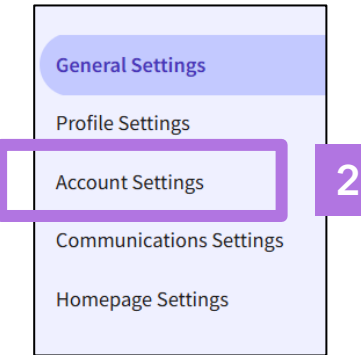 General Settings
Profile Settings
Account Settings
2
Communications Settings
Homepage Settings